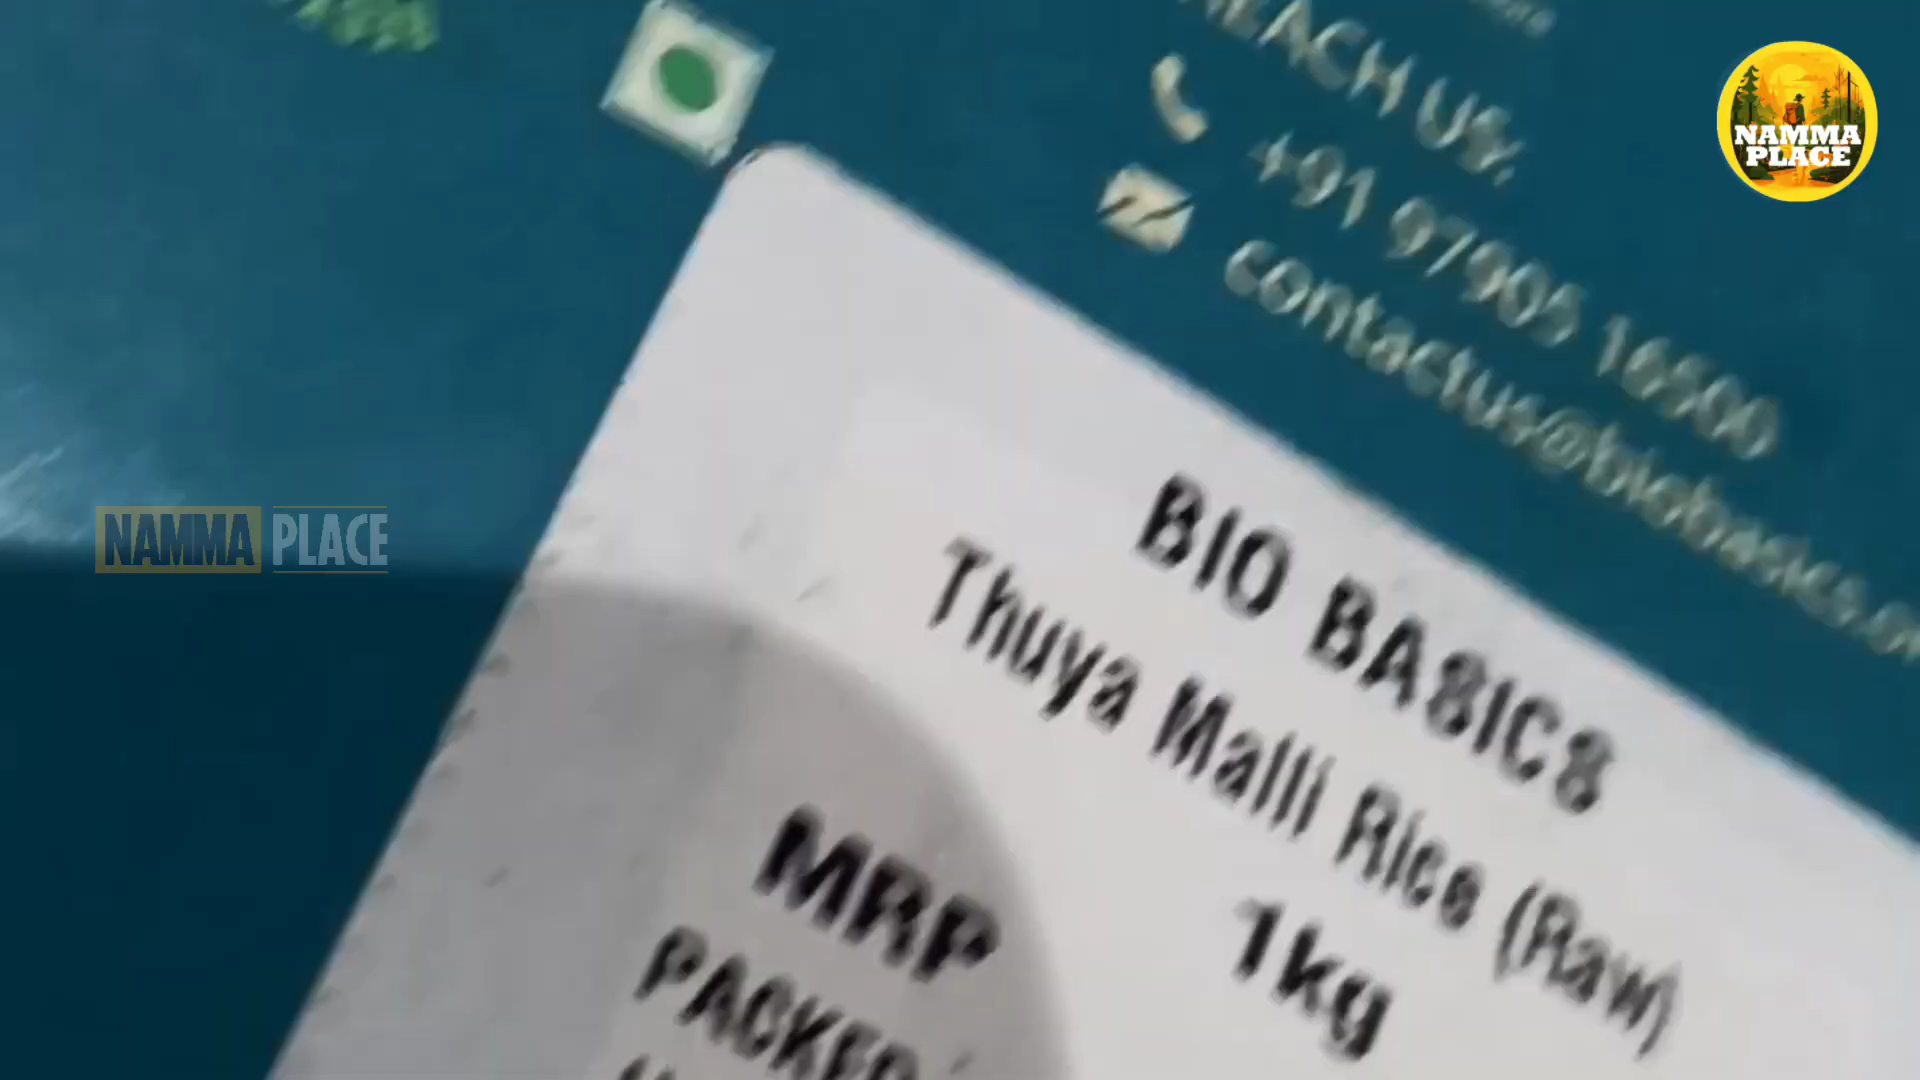 REACH US:
+91 97905 16500
contactus@biobasics.
NAMMA
PLACE
NAMMA PLACE
BIO BASICS
Thuya Malli Rice (Raw)
1kg
MRP
PACKED